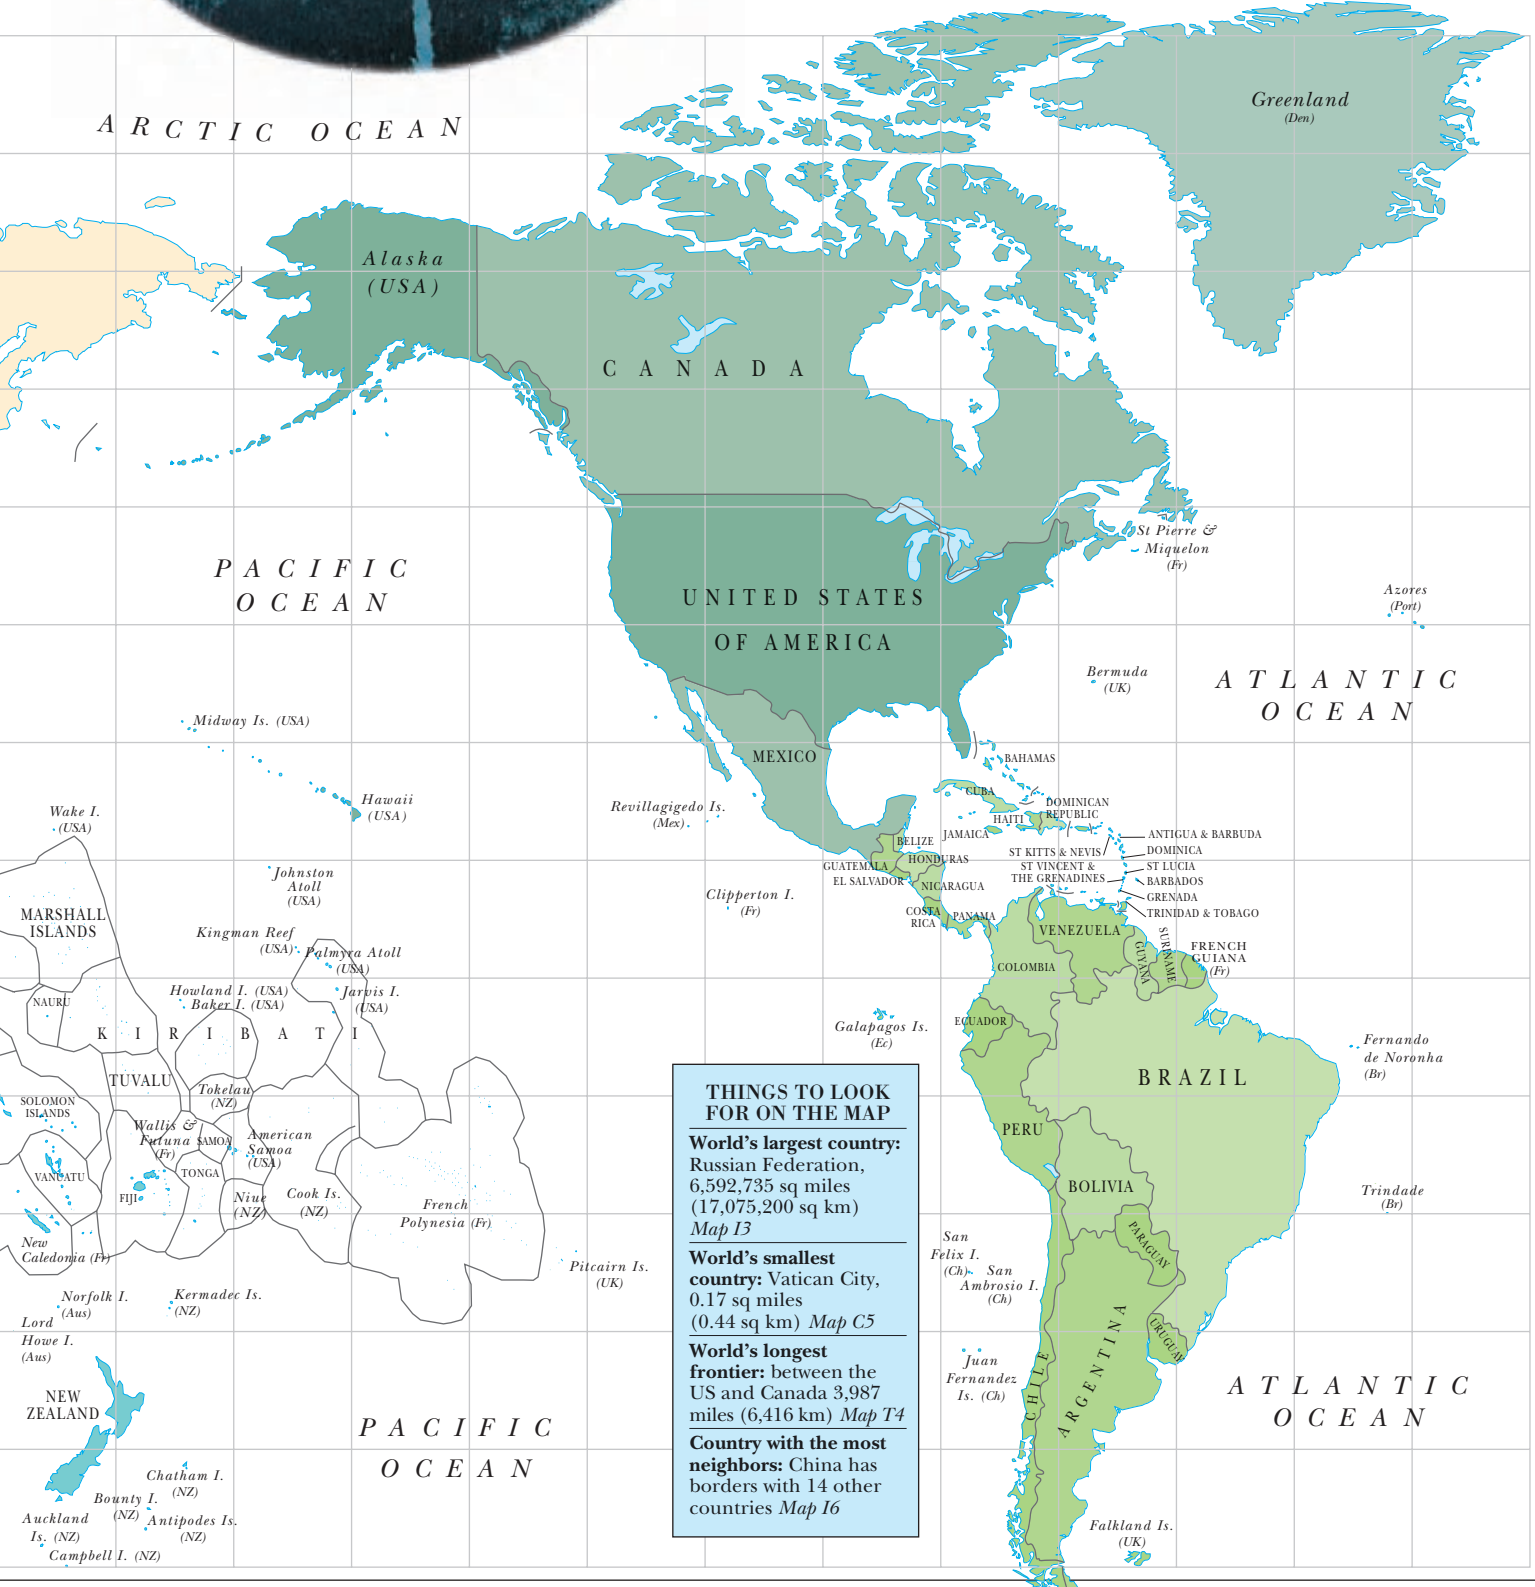 ARCTIC OCEAN
Greenland
(Den)
Alaska
(USA)
CANADA
St Pierre &
Miquelon
(Fr)
PACIFIC
OCEAN
UNITED STATES
OF AMERICA
Azores
(Port)
Bermuda
(UK)
ATLANTIC
OCEAN
Midway Is. (USA)
MEXICO
BAHAMAS
Hawaii
(USA)
Revillagigedo Is.
(Mex)
CUBA
DOMINICAN
REPUBLIC
HAITI
JAMAICA
Wake I.
(USA)
BELIZE
HONDURAS
GUATEMALA
EL SALVADOR
NICARAGUA
COSTA
RICA
PANAMA
ST KITTS & NEVIS
ST VINCENT &
THE GRENADINES
ANTIGUA & BARBUDA
DOMINICA
ST LUCIA
BARBADOS
GRENADA
TRINIDAD & TOBAGO
Johnston
Atoll
(USA)
Clipperton I.
(Fr)
MARSHALL
ISLANDS
Kingman Reef
(USA)
Palmyra Atoll
(USA)
VENEZUELA
GUYANA
SURINAME
FRENCH
GUIANA
(Fr)
COLOMBIA
NAURU
Howland I. (USA)
Baker I. (USA)
Jarvis I.
(USA)
KIRIBATI
Galapagos Is.
(Ec)
ECUADOR
Fernando
de Noronha
(Br)
BRAZIL
TUVALU
Tokelau
(NZ)
SOLOMON
ISLANDS
Wallis &
Futuna
(Fr)
SAMOA
American
Samoa
(USA)
PERU
VANUATU
TONGA
FIJI
Niue
(NZ)
Cook Is.
(NZ)
French
Polynesia (Fr)
BOLIVIA
Trindade
(Br)
PARAGUAY
New
Caledonia (Fr)
Pitcairn Is.
(UK)
San
Felix I.
(Ch)
San
Ambrosio I.
(Ch)
Norfolk I.
(Aus)
Kermadec Is.
(NZ)
Lord
Howe I.
(Aus)
URUGUAY
ARGENTINA
CHILE
Juan
Fernandez
Is. (Ch)
NEW
ZEALAND
PACIFIC
OCEAN
ATLANTIC
OCEAN
Chatham I.
(NZ)
Bounty I.
(NZ)
Antipodes Is.
(NZ)
Auckland
Is. (NZ)
Campbell I. (NZ)
Falkland Is.
(UK)
THINGS TO LOOK
FOR ON THE MAP
World's largest country:
Russian Federation,
6,592,735 sq miles
(17,075,200 sq km)
Map I3
World's smallest
country: Vatican City,
0.17 sq miles
(0.44 sq km) Map C5
World's longest
frontier: between the
US and Canada 3,987
miles (6,416 km) Map T4
Country with the most
neighbors: China has
borders with 14 other
countries Map I6